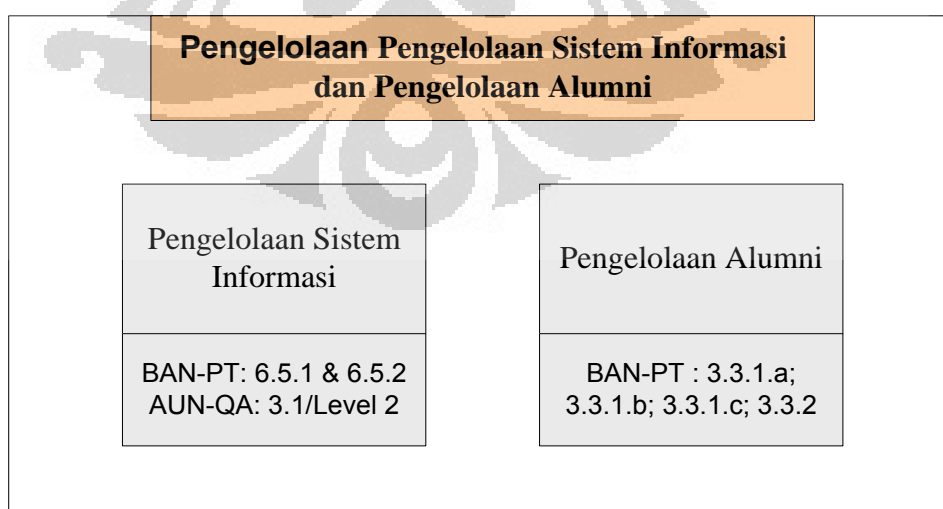 Pengelolaan Pengelolaan Sistem Informasi
dan Pengelolaan Alumni
Pengelolaan Sistem
Informasi
BAN-PT: 6.5.1 & 6.5.2
AUN-QA: 3.1/Level 2
Pengelolaan Alumni
BAN-PT : 3.3.1.a;
3.3.1.b; 3.3.1.c; 3.3.2